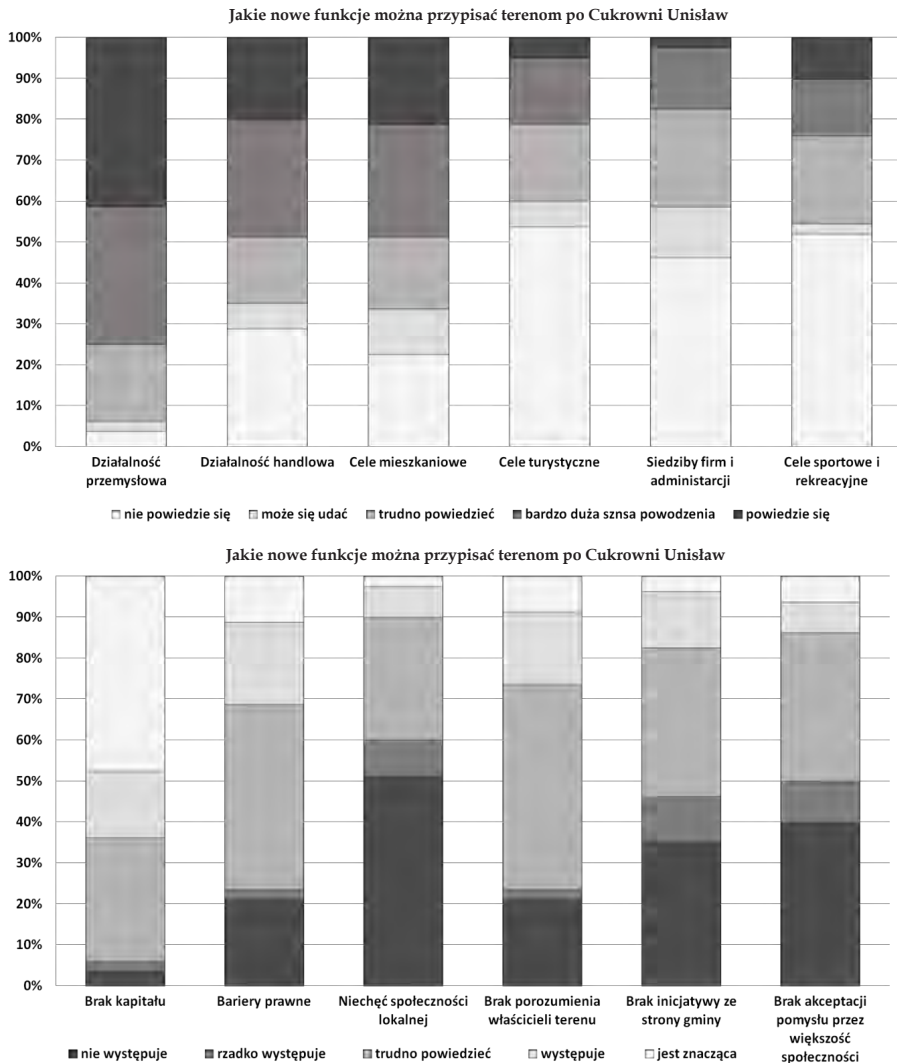 Jakie nowe funkcje można przypisać terenom po Cukrowni Unisław
100%
90%
80%
70%
60%
50%
40%
30%
20%
10%
0%
Działalność przemysłowa
Działalność handlowa
Cele mieszkaniowe
Cele turystyczne
Siedziby firm i administarcji
Cele sportowe i rekreacyjne
nie powiedzie się może się udać trudno powiedzieć bardzo duża sznsa powodzenia powiedzie się
Jakie nowe funkcje można przypisać terenom po Cukrowni Unisław
100%
90%
80%
70%
60%
50%
40%
30%
20%
10%
0%
Brak kapitału
Bariery prawne
Niechęć społeczności lokalnej
Brak porozumienia właścicieli terenu
Brak inicjatywy ze strony gminy
Brak akceptacji pomysłu przez większość społeczności
nie występuje rzadko występuje trudno powiedzieć występuje jest znacząca